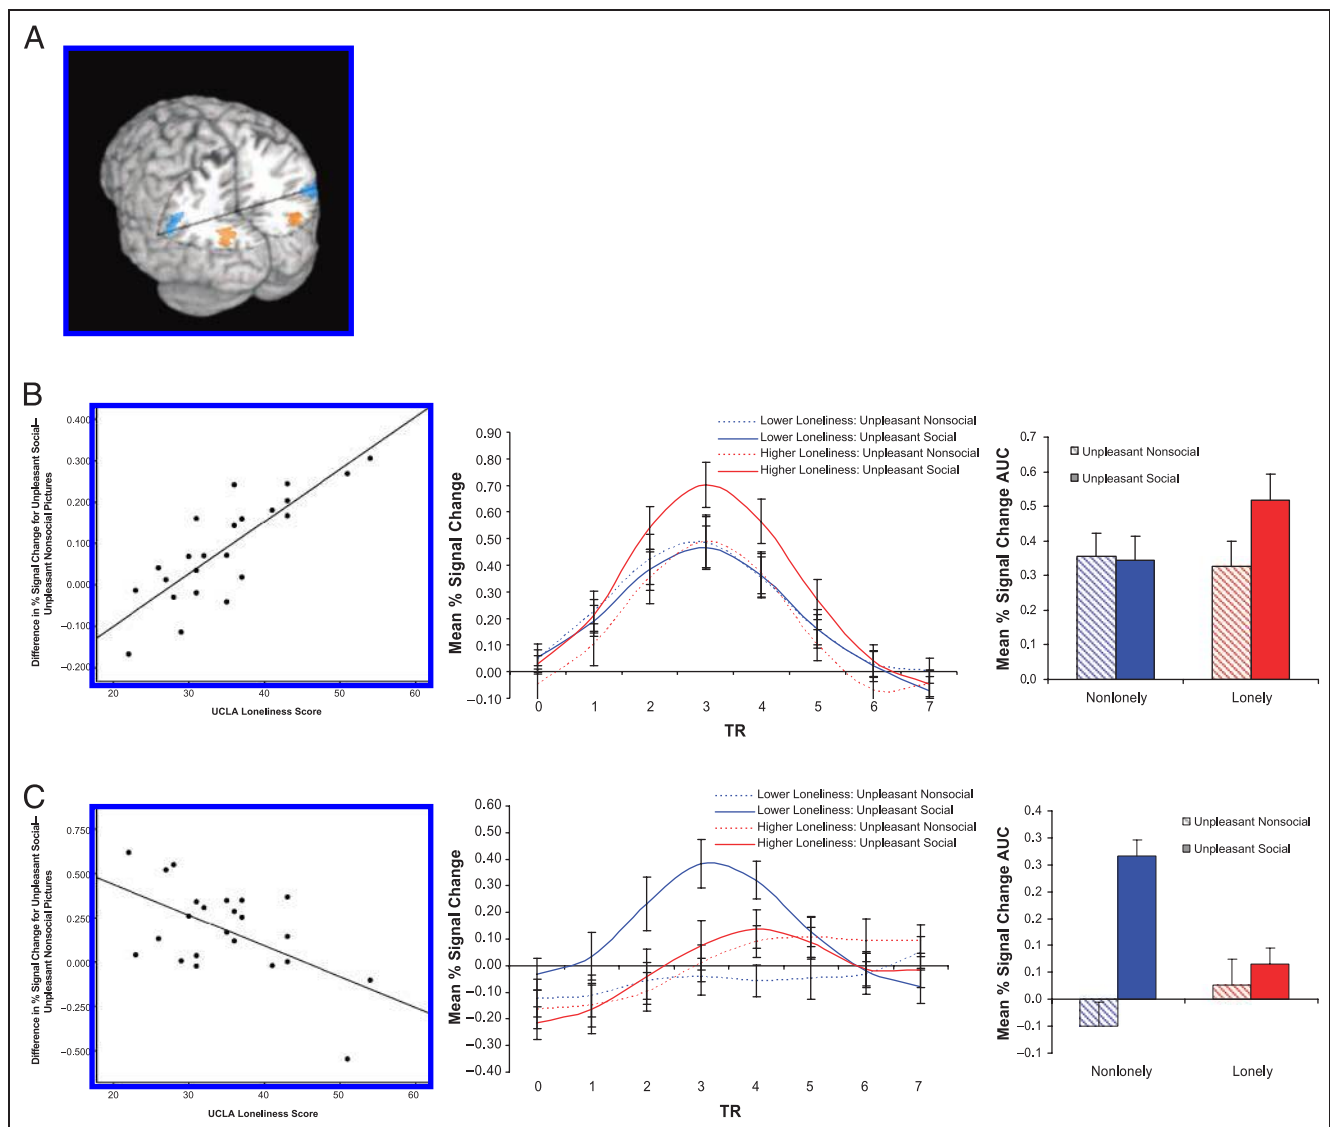 A
B
Difference in % Signal Change for Unpleasant Social–
Unpleasant Nonsocial Pictures
0.400
0.300
0.200
0.100
0.000
–0.100
–0.200
20 30 40 50 60
UCLA Loneliness Score
Mean % Signal Change
0.90
0.70
0.60
0.50
0.40
0.30
0.20
0.10
0.00
–0.10
0 1 2 3 4 5 6 7
TR
Lower Loneliness: Unpleasant Nonsocial
Lower Loneliness: Unpleasant Social
Higher Loneliness: Unpleasant Nonsocial
Higher Loneliness: Unpleasant Social
Mean % Signal Change AUC
0.7
0.6
0.5
0.4
0.3
0.2
0.1
0.0
Unpleasant Nonsocial
Unpleasant Social
Nonlonely Lonely
C
Difference in % Signal Change for Unpleasant Social–
Unpleasant Nonsocial Pictures
0.750
0.500
0.250
0.000
–0.250
–0.500
20 30 40 50 60
UCLA Loneliness Score
Mean % Signal Change
0.60
0.50
0.40
0.30
0.20
0.10
0.00
–0.10
–0.20
–0.30
–0.40
0 1 2 3 4 5 6 7
TR
Lower Loneliness: Unpleasant Nonsocial
Lower Loneliness: Unpleasant Social
Higher Loneliness: Unpleasant Nonsocial
Higher Loneliness: Unpleasant Social
Mean % Signal Change AUC
0.4
0.3
0.3
0.2
0.2
0.1
0.1
0.0
–0.1
–0.1
Unpleasant Nonsocial
Unpleasant Social
Nonlonely Lonely